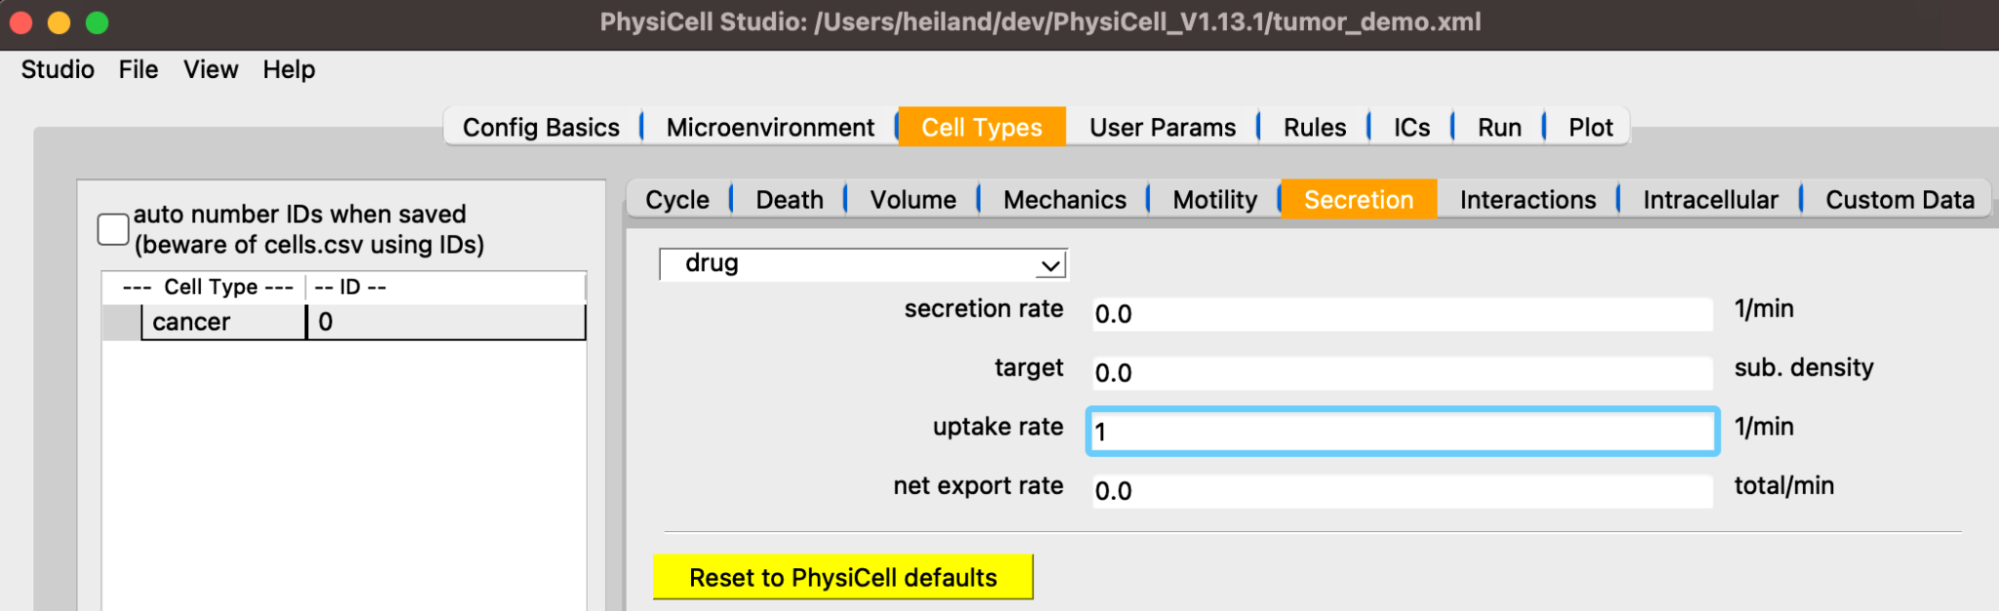 PhysiCell Studio: /Users/heiland/dev/PhysiCell_V1.13.1/tumor_demo.xml
Studio File View Help
Config Basics Microenvironment Cell Types User Params Rules ICs Run Plot
Cycle Death Volume Mechanics Motility Secretion Interactions Intracellular Custom Data
auto number IDs when saved
(beware of cells.csv using IDs)
--- Cell Type --- -- ID --
cancer 0
drug
secretion rate 0.0 1/min
target 0.0 sub. density
uptake rate 1 1/min
net export rate 0.0 total/min
Reset to PhysiCell defaults